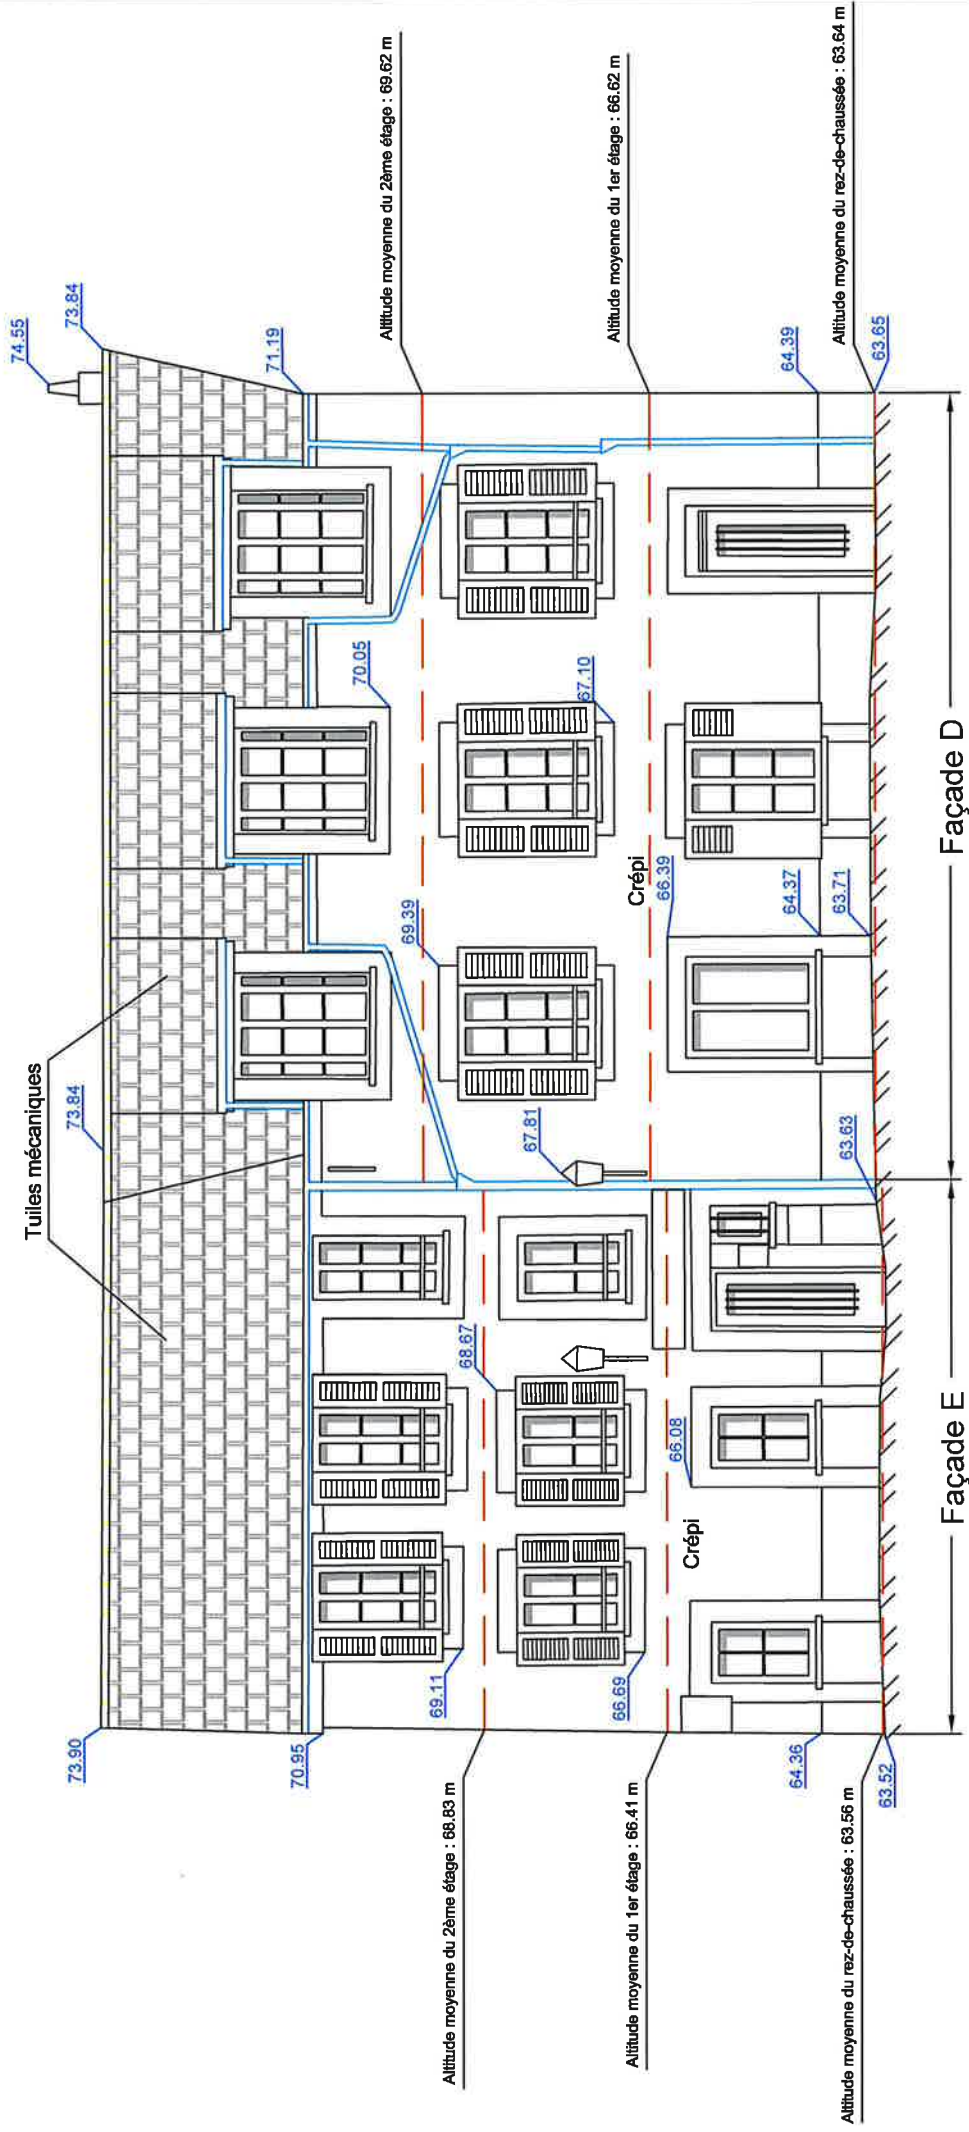 74.55
Tuiles mécaniques
73.84
73.90
73.84
71.19
70.95
Altitude moyenne du 2ème étage : 69.62 m
70.05
69.39
69.11
68.67
Altitude moyenne du 2ème étage : 68.83 m
67.81
67.10
Altitude moyenne du 1er étage : 66.62 m
66.69
Crépi
66.39
66.08
Crépi
Altitude moyenne du 1er étage : 66.41 m
64.36
64.37
64.39
63.71
63.63
Altitude moyenne du rez-de-chaussée : 63.64 m
63.65
Altitude moyenne du rez-de-chaussée : 63.56 m
63.52
Façade E
Façade D